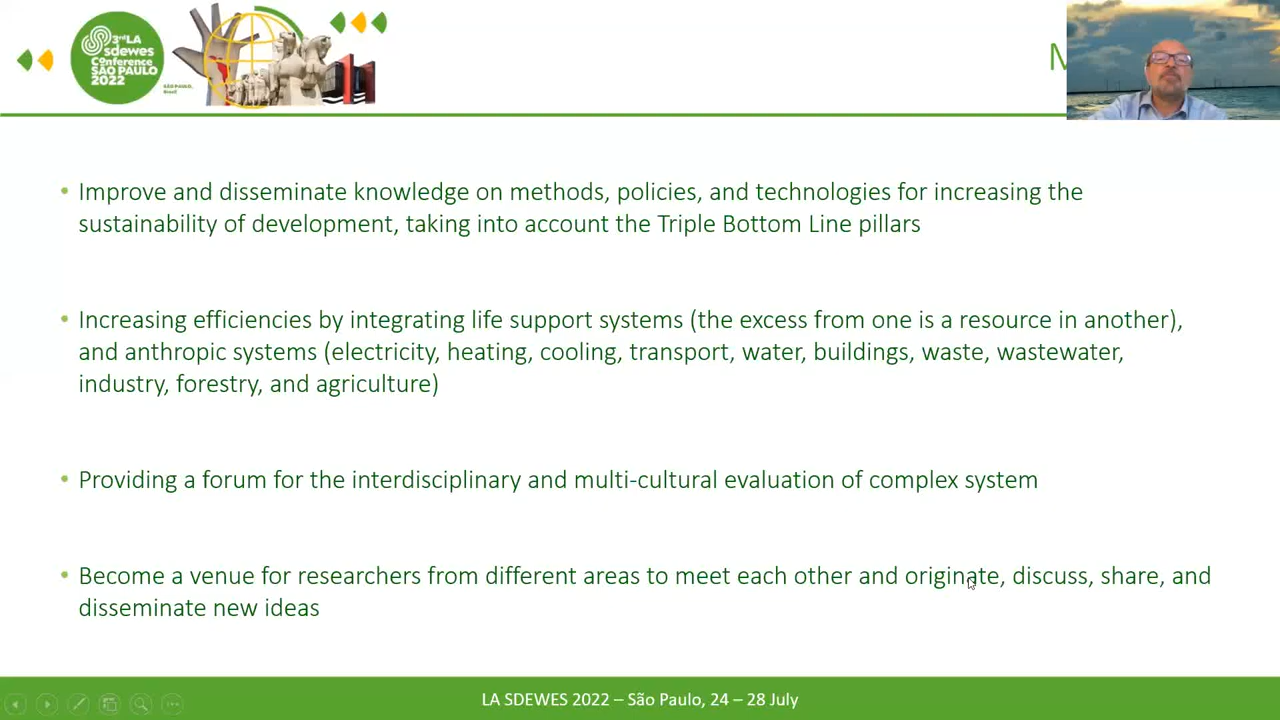 3rd LA
sdewes
Conference
SÃO PAULO
2022
SÃO PAULO,
Brazil
M
• Improve and disseminate knowledge on methods, policies, and technologies for increasing the
sustainability of development, taking into account the Triple Bottom Line pillars
• Increasing efficiencies by integrating life support systems (the excess from one is a resource in another),
and anthropic systems (electricity, heating, cooling, transport, water, buildings, waste, wastewater,
industry, forestry, and agriculture)
• Providing a forum for the interdisciplinary and multi-cultural evaluation of complex system
• Become a venue for researchers from different areas to meet each other and originate, discuss, share, and
disseminate new ideas
LA SDEWES 2022 – São Paulo, 24 – 28 July